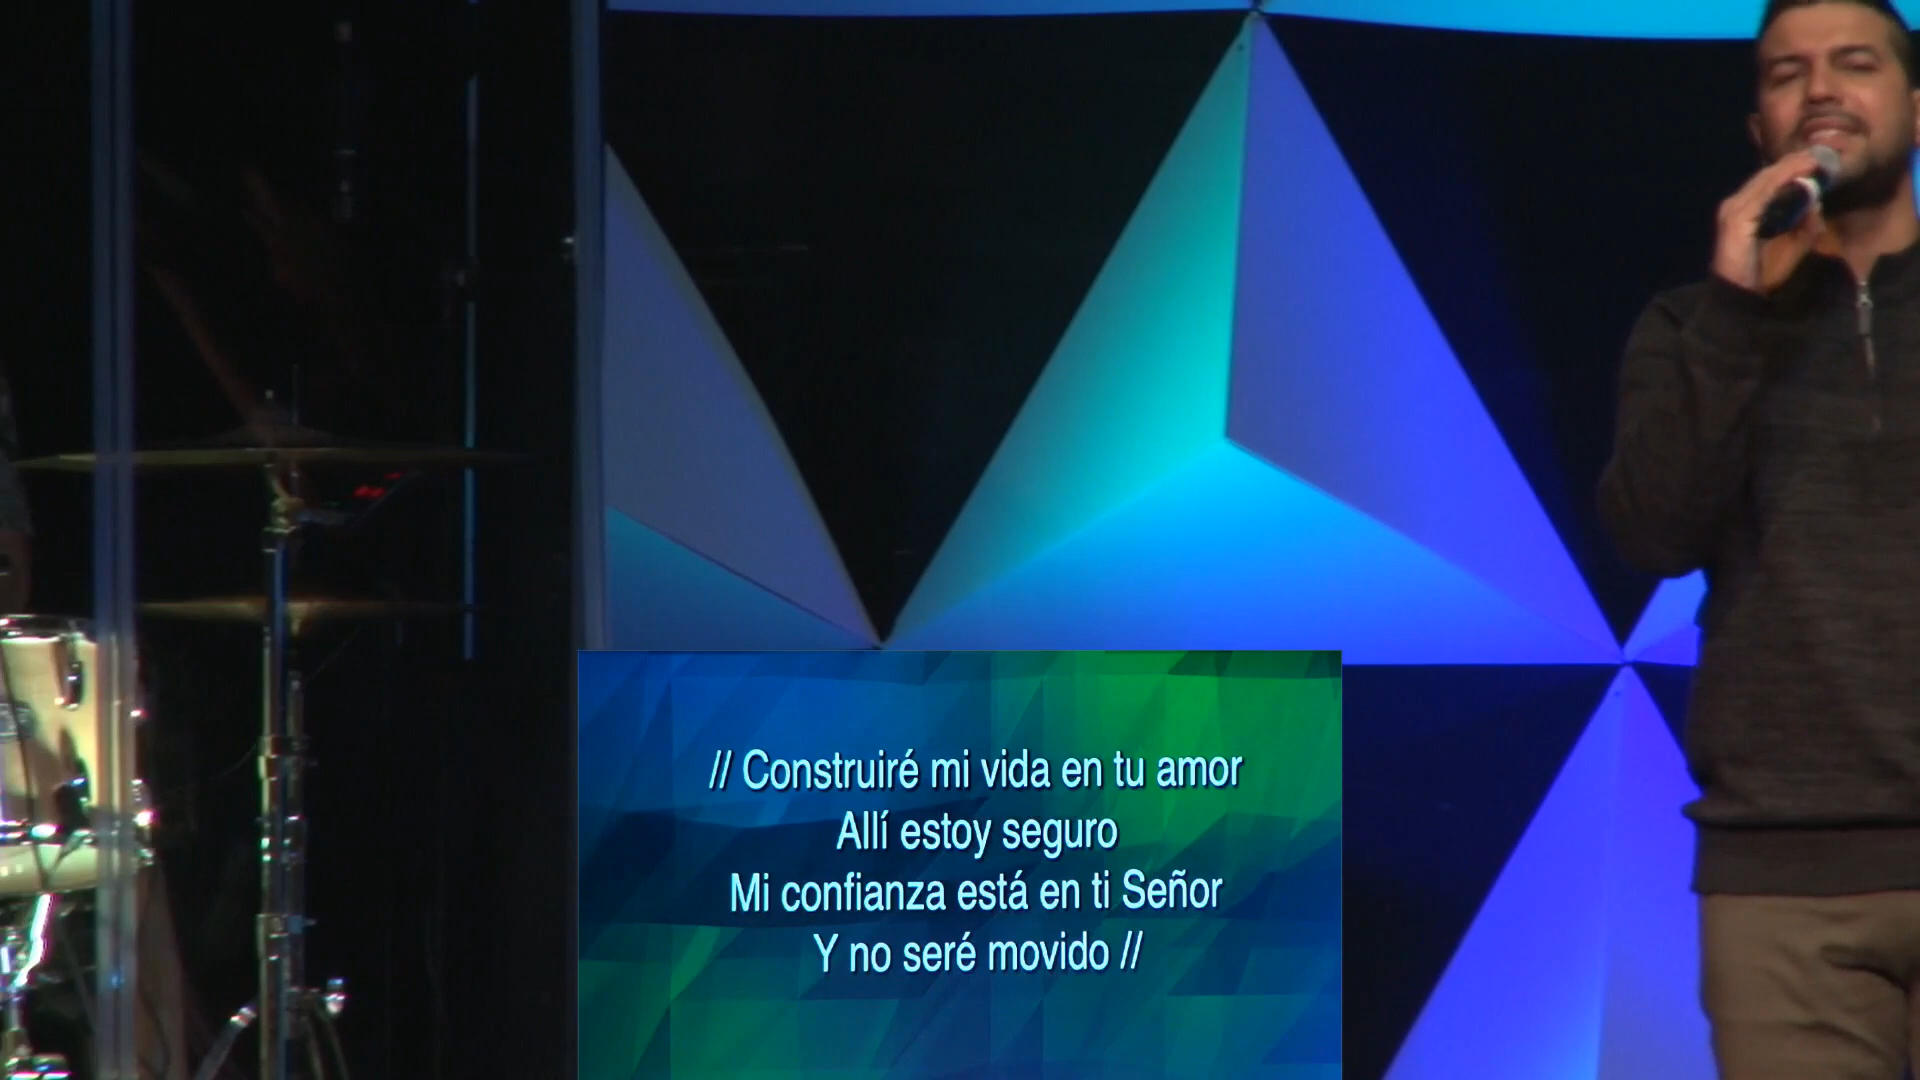 // Construiré mi vida en tu amor
Allí estoy seguro
Mi confianza está en ti Señor
Y no seré movido //